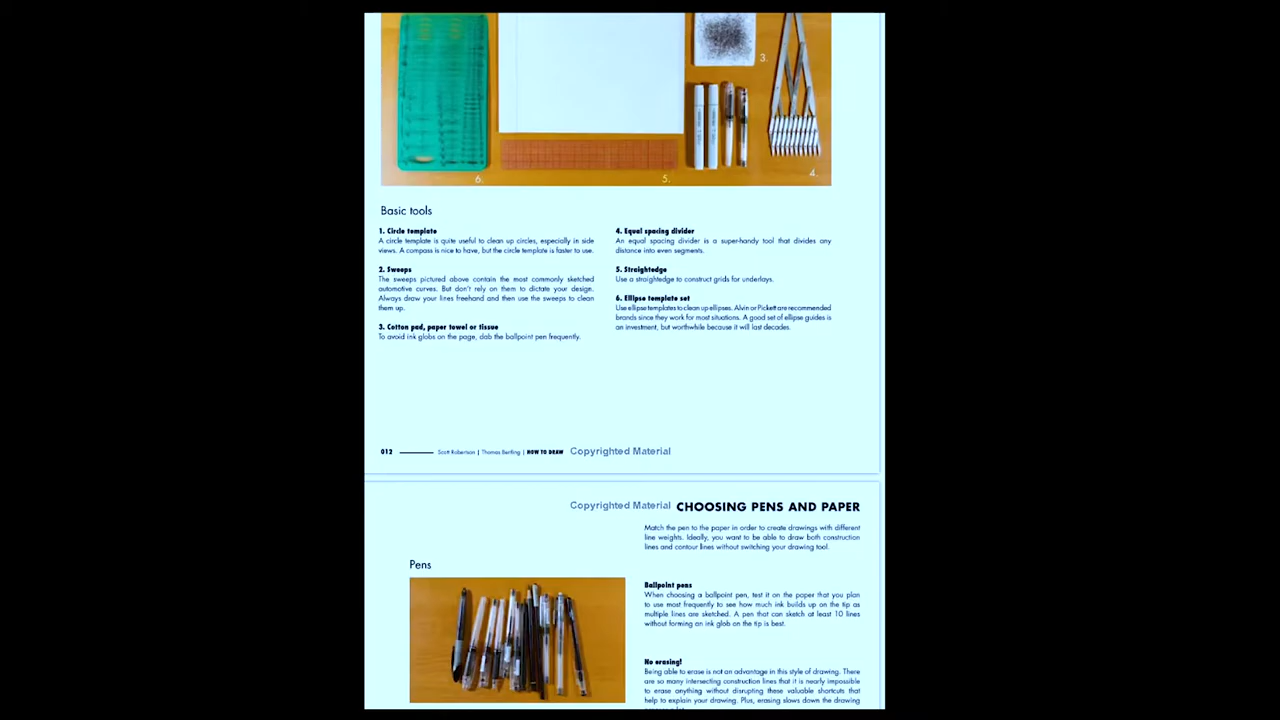 3.
4.
5.
6.
Basic tools
1. Circle template
A circle template is quite useful to clean up circles, especially in side
views. A compass is nice to have, but the circle template is faster to use.
2. Sweeps
The sweeps pictured above contain the most commonly sketched
automotive curves. But don't rely on them to dictate your design.
Always draw your lines freehand and then use the sweeps to clean
them up.
3. Cotton pad, paper towel or tissue
To avoid ink globs on the page, dab the ballpoint pen frequently.
4. Equal spacing divider
An equal spacing divider is a super-handy tool that divides any
distance into even segments.
5. Straightedge
Use a straightedge to construct grids for underlays.
6. Ellipse template set
Use ellipse templates to clean up ellipses. Alvin or Pickett are recommended
brands since they work for most situations. A good set of ellipse guides is
an investment, but worthwhile because it will last decades.
012 Scott Robertson | Thomas Bertling | HOW TO DRAW Copyrighted Material
Copyrighted Material CHOOSING PENS AND PAPER
Match the pen to the paper in order to create drawings with different
line weights. Ideally, you want to be able to draw both construction
lines and contour lines without switching your drawing tool.
Pens
Ballpoint pens
When choosing a ballpoint pen, test it on the paper that you plan
to use most frequently to see how much ink builds up on the tip as
multiple lines are sketched. A pen that can sketch at least 10 lines
without forming an ink glob on the tip is best.
No erasing!
Being able to erase is not an advantage in this style of drawing. There
are so many intersecting construction lines that it is nearly impossible
to erase anything without disrupting these valuable shortcuts that
help to explain your drawing. Plus, erasing slows down the drawing